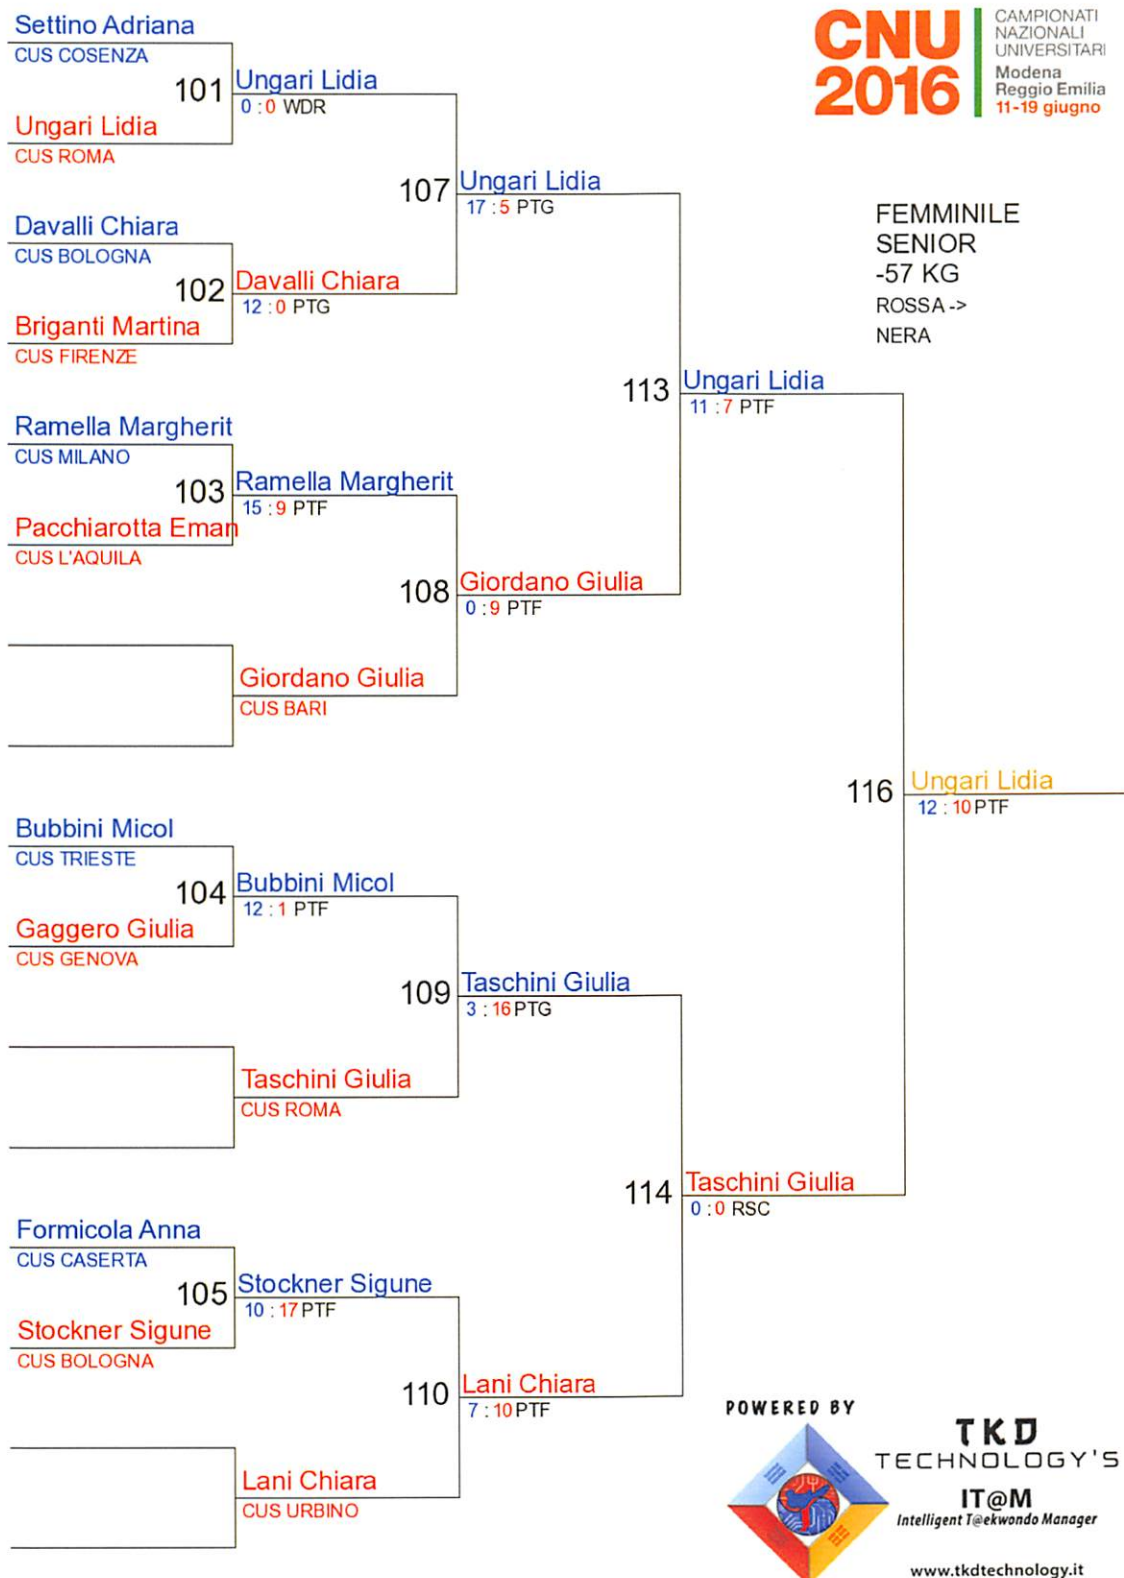 Settino Adriana
CUS COSENZA
101
Ungari Lidia
0 : 0 WDR
Ungari Lidia
CUS ROMA
107
Ungari Lidia
17 : 5 PTG
Davalli Chiara
CUS BOLOGNA
102
Davalli Chiara
12 : 0 PTG
Briganti Martina
CUS FIRENZE
113
Ungari Lidia
11 : 7 PTF
Ramella Margherit
CUS MILANO
103
Ramella Margherit
15 : 9 PTF
Pacchiarotta Eman
CUS L'AQUILA
108
Giordano Giulia
0 : 9 PTF
Giordano Giulia
CUS BARI
116
Ungari Lidia
12 : 10 PTF
Bubbini Micol
CUS TRIESTE
104
Bubbini Micol
12 : 1 PTF
Gaggero Giulia
CUS GENOVA
109
Taschini Giulia
3 : 16 PTG
Taschini Giulia
CUS ROMA
114
Taschini Giulia
0 : 0 RSC
Formicola Anna
CUS CASERTA
105
Stockner Sigune
10 : 17 PTF
Stockner Sigune
CUS BOLOGNA
110
Lani Chiara
7 : 10 PTF
Lani Chiara
CUS URBINO
CNU
2016
CAMPIONATI
NAZIONALI
UNIVERSITARI
Modena
Reggio Emilia
11-19 giugno
FEMMINILE
SENIOR
-57 KG
ROSSA ->
NERA
POWERED BY
TKD
TECHNOLOGY'S
IT@M
Intelligent T@ekwondo Manager
www.tkdtechnology.it